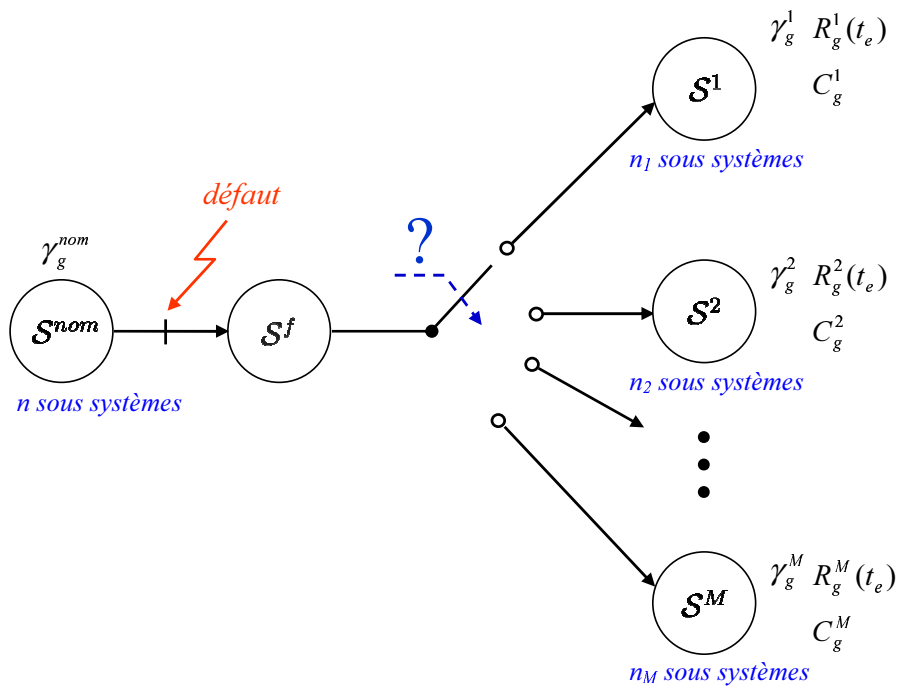 γ_g^1 R_g^1(t_e)
S^1
C_g^1
n_1 sous systèmes
défaut
?
γ_g^nom
S^nom
S^f
n sous systèmes
γ_g^2 R_g^2(t_e)
S^2
C_g^2
n_2 sous systèmes
γ_g^M R_g^M(t_e)
S^M
C_g^M
n_M sous systèmes